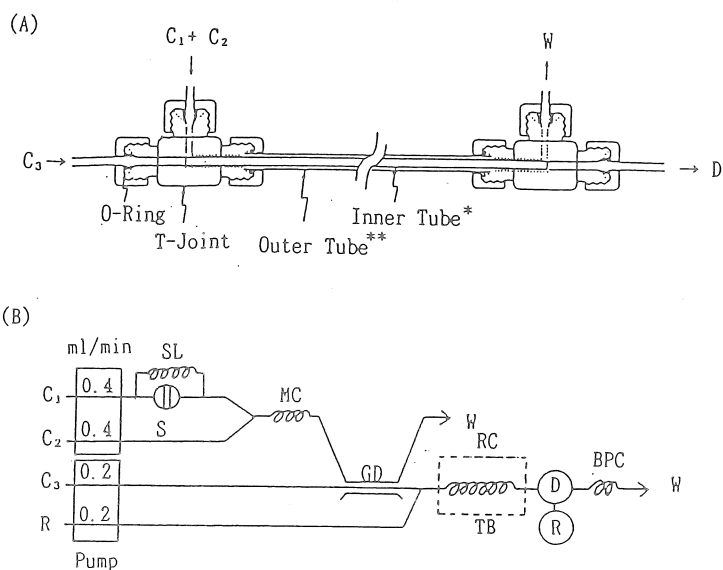 (A)
C₁+ C₂
W
C₃
D
O-Ring
T-Joint
Outer Tube**
Inner Tube*
(B)
ml/min
SL
C₁ 0.4
S
MC
C₂ 0.4
W
RC
C₃ 0.2
GD
D
BPC
W
R 0.2
TB
R
Pump